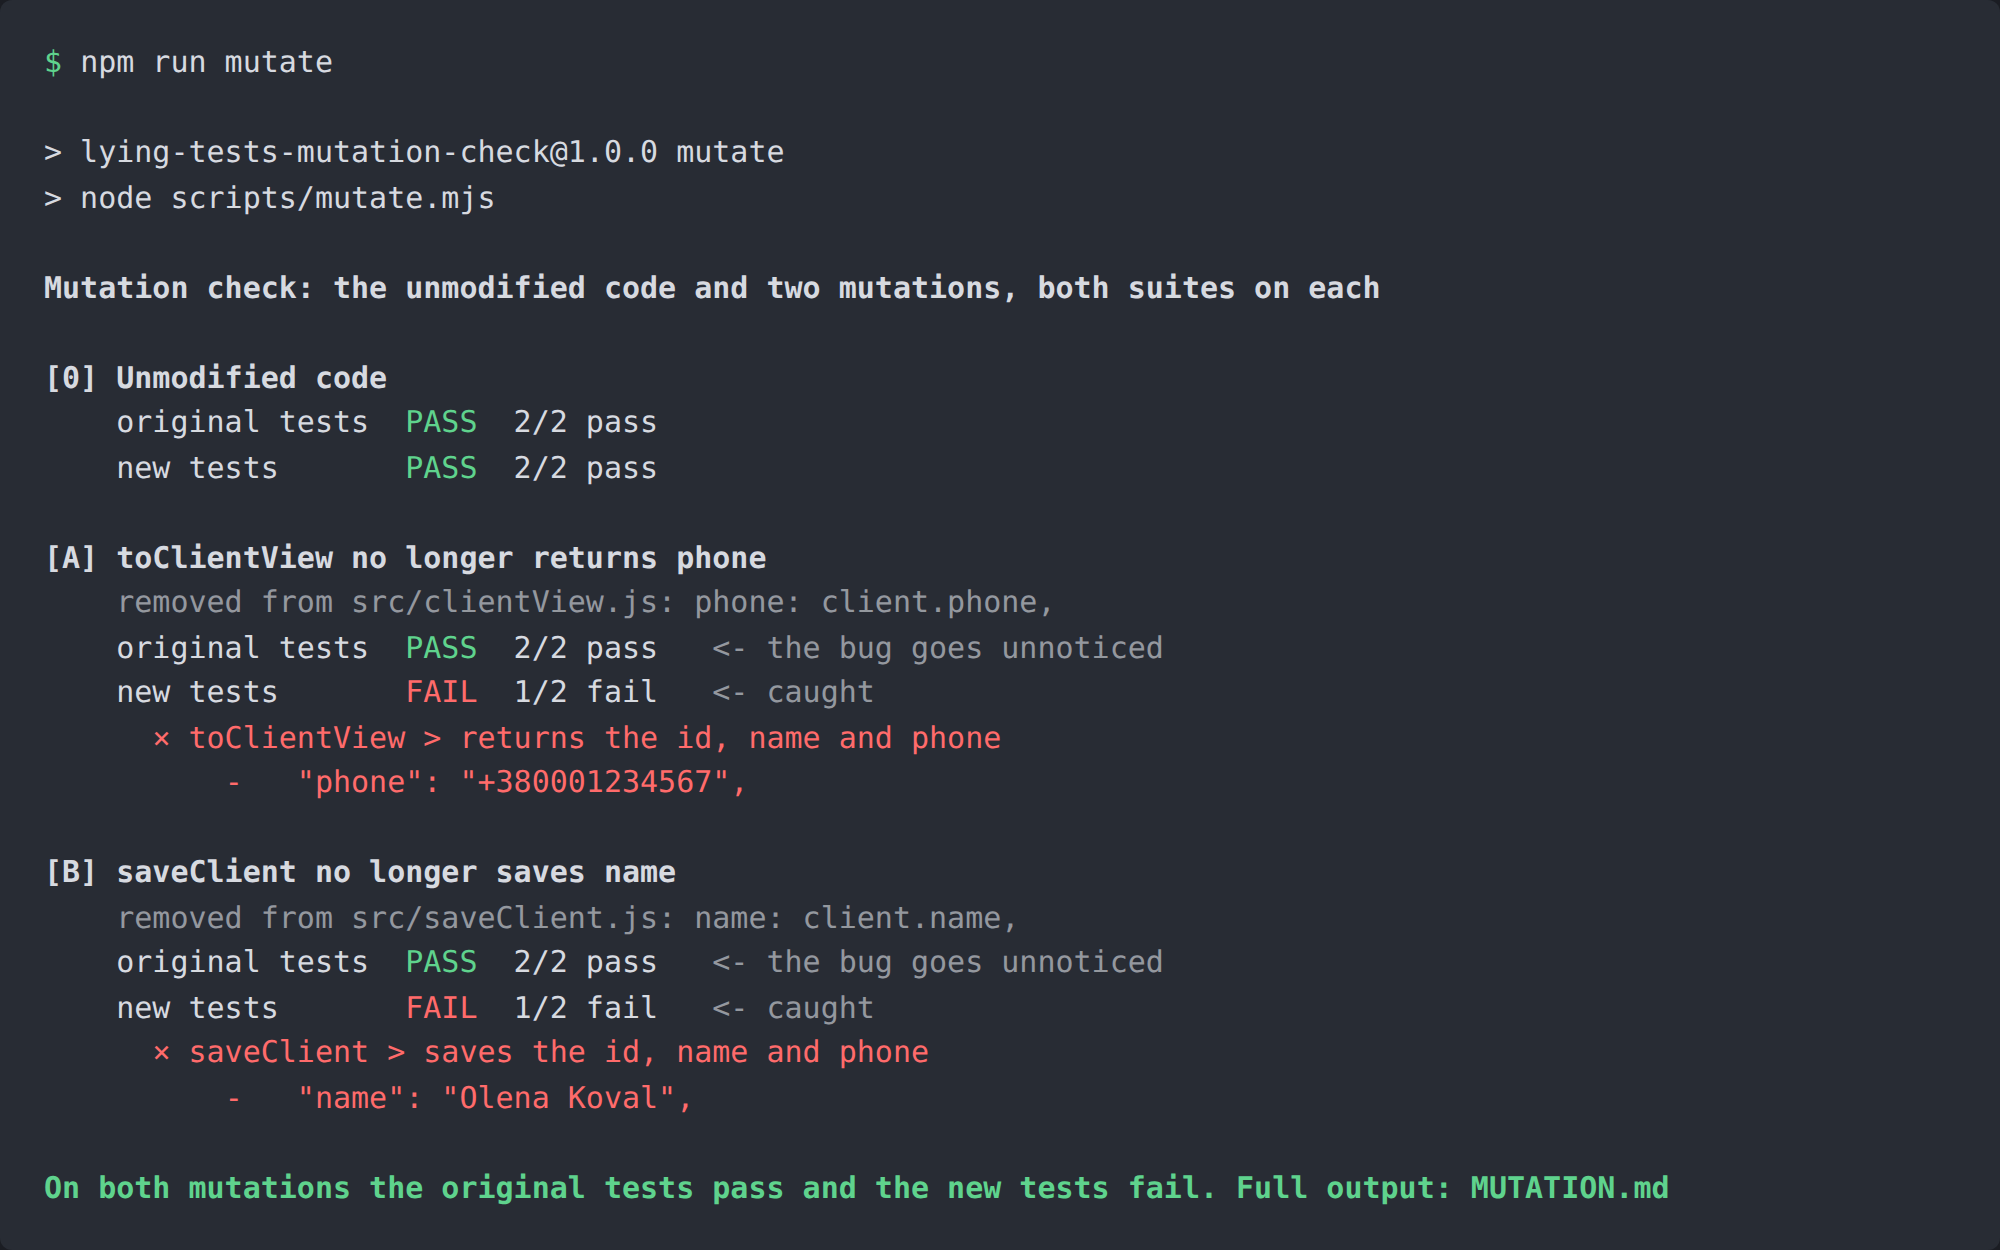 $ npm run mutate
> lying-tests-mutation-check@1.0.0 mutate
> node scripts/mutate.mjs
Mutation check: the unmodified code and two mutations, both suites on each
[0] Unmodified code
original tests  PASS  2/2 pass
new tests       PASS  2/2 pass
[A] toClientView no longer returns phone
removed from src/clientView.js: phone: client.phone,
original tests  PASS  2/2 pass   <- the bug goes unnoticed
new tests       FAIL  1/2 fail   <- caught
× toClientView > returns the id, name and phone
-   "phone": "+380001234567",
[B] saveClient no longer saves name
removed from src/saveClient.js: name: client.name,
original tests  PASS  2/2 pass   <- the bug goes unnoticed
new tests       FAIL  1/2 fail   <- caught
× saveClient > saves the id, name and phone
-   "name": "Olena Koval",
On both mutations the original tests pass and the new tests fail. Full output: MUTATION.md